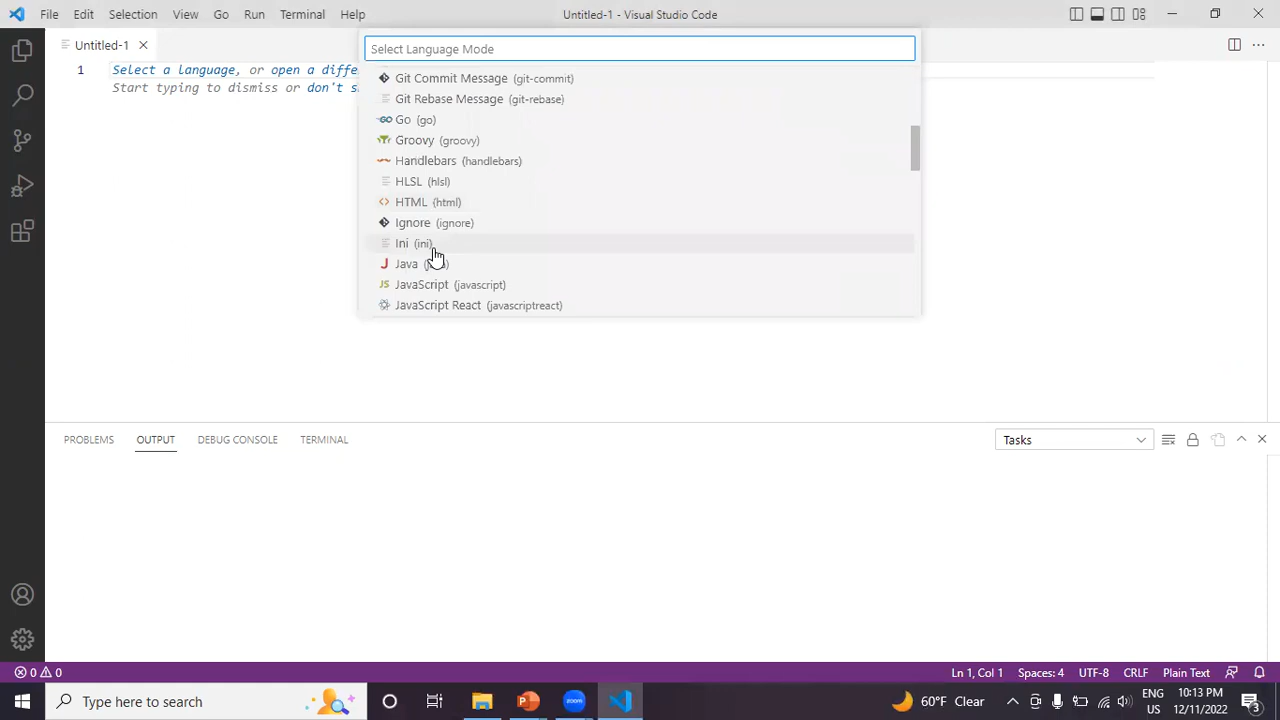 File Edit Selection View Go Run Terminal Help Untitled-1 - Visual Studio Code
Untitled-1
Select Language Mode
1 Select a language, or open a diffe
Start typing to dismiss or don't s
Git Commit Message (git-commit)
Git Rebase Message (git-rebase)
GO Go (go)
Groovy (groovy)
Handlebars (handlebars)
HLSL (hlsl)
HTML (html)
Ignore (ignore)
Ini (ini)
J Java
JS JavaScript (javascript)
JavaScript React (javascriptreact)
PROBLEMS OUTPUT DEBUG CONSOLE TERMINAL Tasks
0 0 Ln 1, Col 1 Spaces: 4 UTF-8 CRLF Plain Text
Type here to search
P
zoom
60°F Clear
ENG
US
10:13 PM
12/11/2022
3